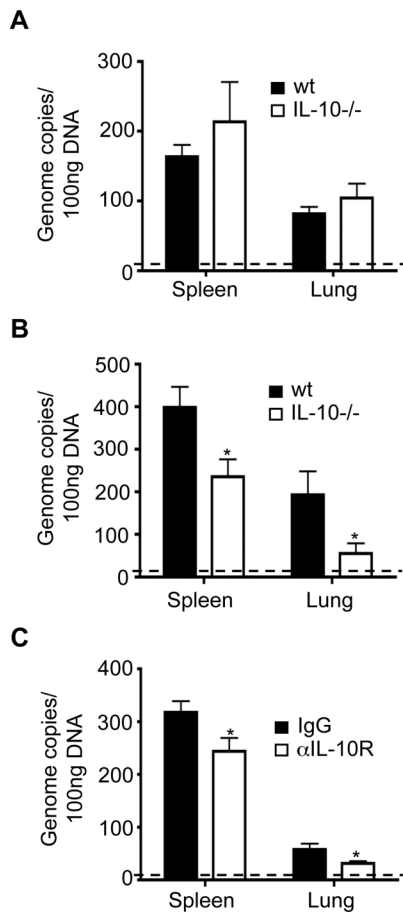 A
Genome copies/
100ng DNA
300
200
100
0
wt
IL-10-/-
Spleen
Lung
B
Genome copies/
100ng DNA
500
400
300
200
100
0
wt
IL-10-/-
*
*
Spleen
Lung
C
Genome copies/
100ng DNA
400
300
200
100
0
IgG
αIL-10R
*
*
Spleen
Lung